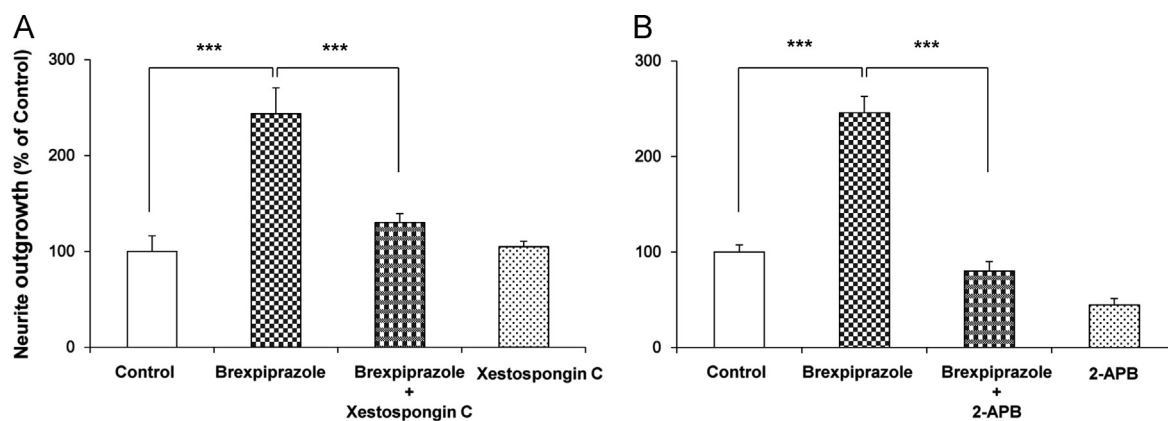 A
Neurite outgrowth (% of Control)
300
200
100
0
***
***
Control
Brexpiprazole
Brexpiprazole
+
Xestospongin C
Xestospongin C
B
300
200
100
0
***
***
Control
Brexpiprazole
Brexpiprazole
+
2-APB
2-APB